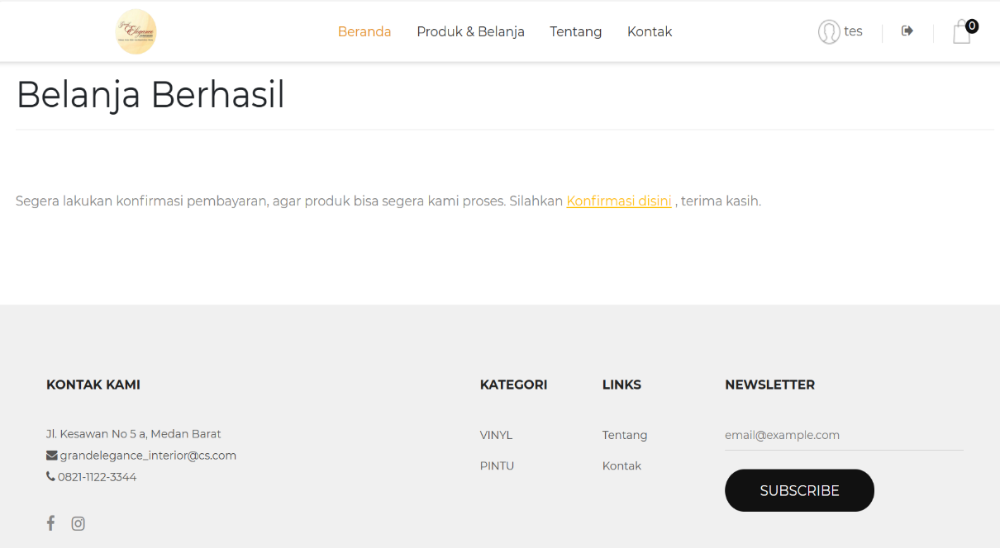 Grand
Elegance
Beranda
Produk & Belanja
Tentang
Kontak
tes
0
Belanja Berhasil
Segera lakukan konfirmasi pembayaran, agar produk bisa segera kami proses. Silahkan Konfirmasi disini , terima kasih.
KONTAK KAMI
Jl. Kesawan No 5 a, Medan Barat
grandelegance_interior@cs.com
0821-1122-3344
KATEGORI
VINYL
PINTU
LINKS
Tentang
Kontak
NEWSLETTER
email@example.com
SUBSCRIBE